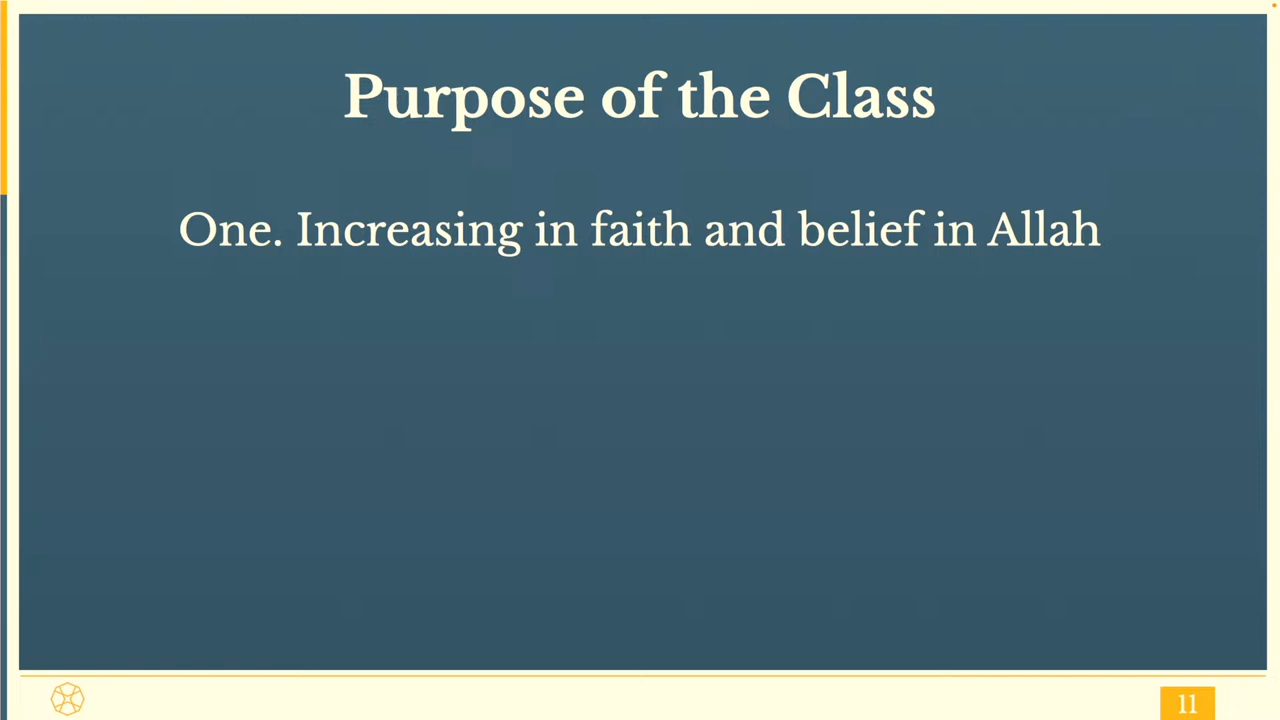 Purpose of the Class
One. Increasing in faith and belief in Allah
11